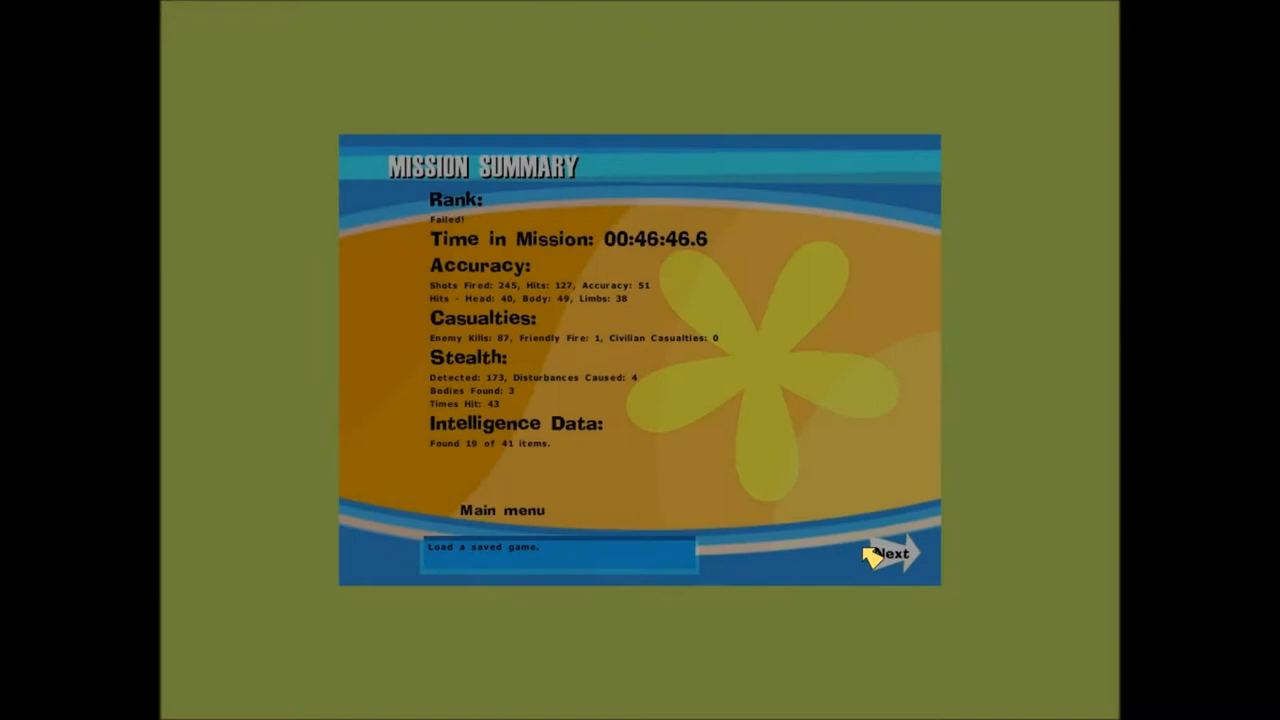 MISSION SUMMARY
Rank:
Failed!
Time in Mission: 00:46:46.6
Accuracy:
Shots Fired: 245, Hits: 127, Accuracy: 51
Hits - Head: 40, Body: 49, Limbs: 38
Casualties:
Enemy Kills: 87, Friendly Fire: 1, Civilian Casualties: 0
Stealth:
Detected: 173, Disturbances Caused: 4
Bodies Found: 3
Times Hit: 43
Intelligence Data:
Found 19 of 41 items.
Main menu
Load a saved game.
Next